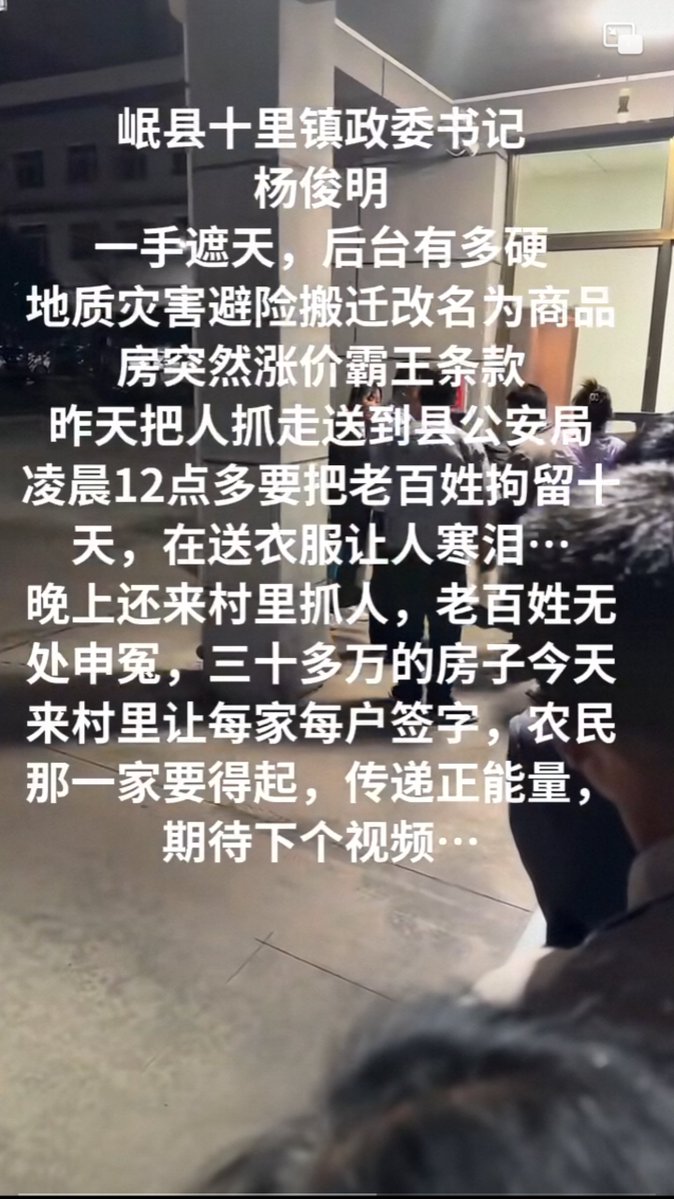 岷县十里镇政委书记
杨俊明
一手遮天，后台有多硬
地质灾害避险搬迁改名为商品
房突然涨价霸王条款
昨天把人抓走送到县公安局
凌晨12点多要把老百姓拘留十
天，在送衣服让人寒泪…
晚上还来村里抓人，老百姓无
处申冤，三十多万的房子今天
来村里让每家每户签字，农民
那一家要得起，传递正能量，
期待下个视频…